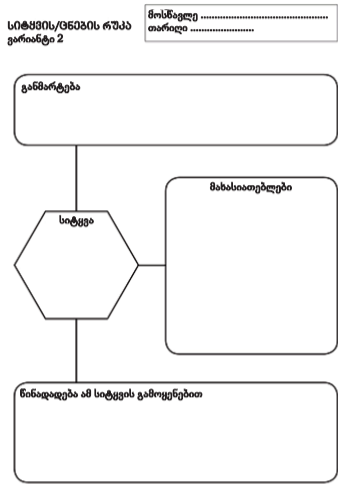 სიტყვის/ცნების რუკა
ვარიანტი 2
მოსწავლე ..............................................
თარიღი .......................
განმარტება
მახასიათებლები
სიტყვა
წინადადება ამ სიტყვის გამოყენებით